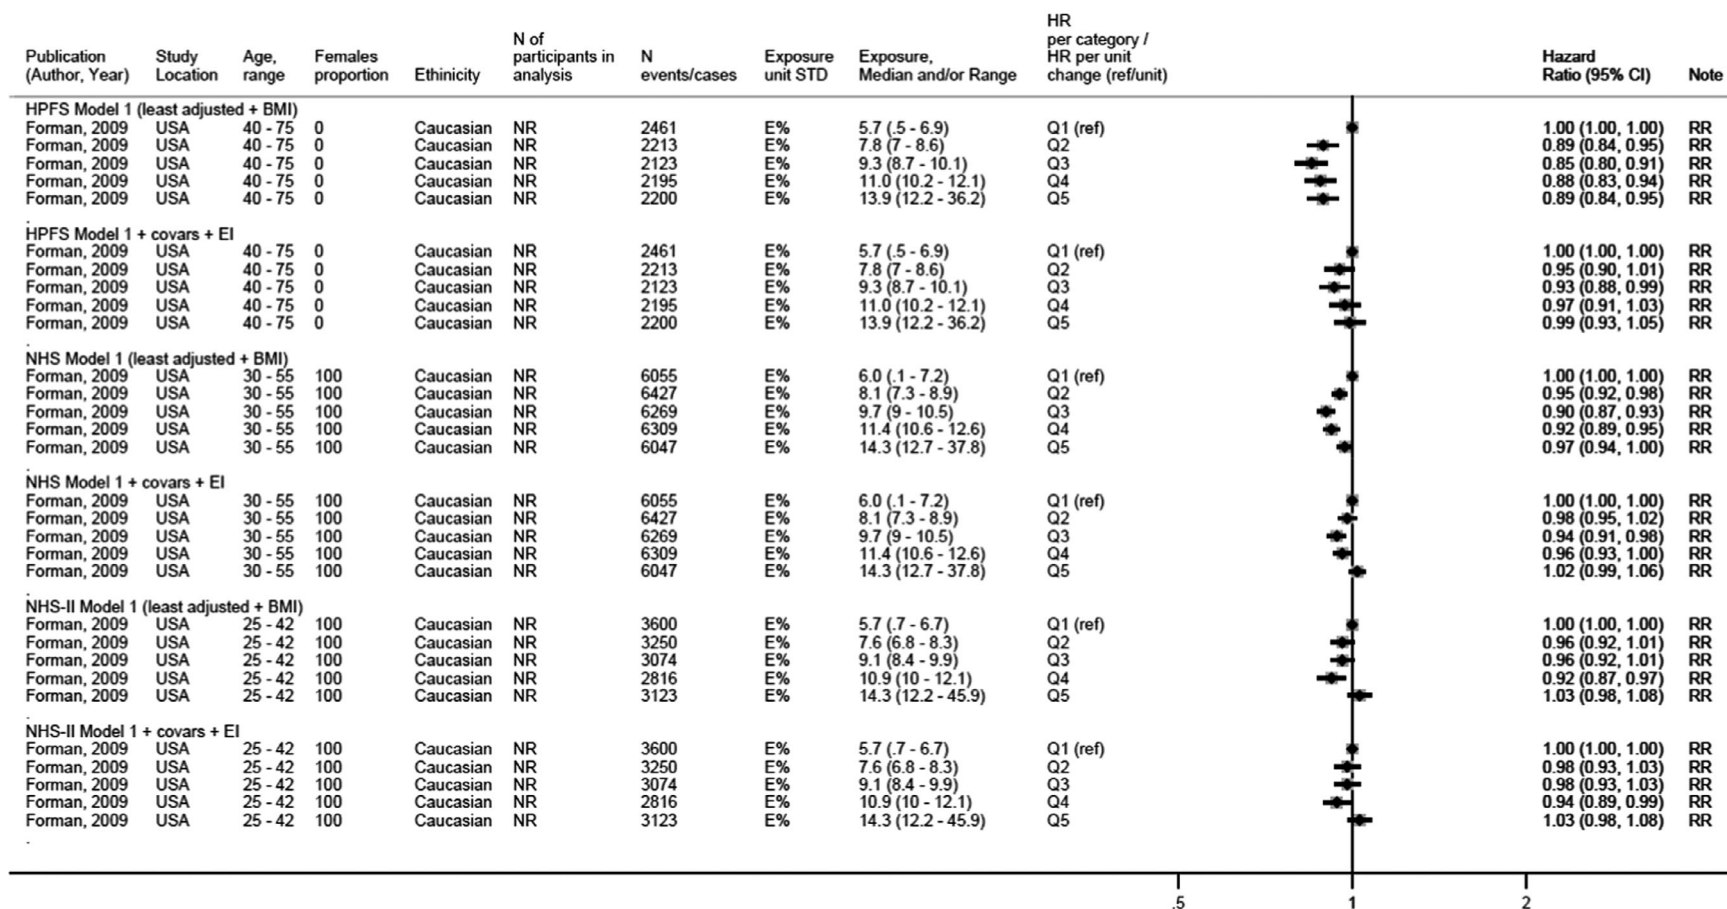 HR
N of per category /
Publication Study Age, Females participants in N Exposure Exposure, HR per unit Hazard
(Author, Year) Location range proportion Ethinicity analysis events/cases unit STD Median and/or Range change (ref/unit) Ratio (95% CI) Note
HPFS Model 1 (least adjusted + BMI)
Forman, 2009 USA 40 - 75 0 Caucasian NR 2461 E% 5.7 (.5 - 6.9) Q1 (ref) 1.00 (1.00, 1.00) RR
Forman, 2009 USA 40 - 75 0 Caucasian NR 2213 E% 7.8 (7 - 8.6) Q2 0.89 (0.84, 0.95) RR
Forman, 2009 USA 40 - 75 0 Caucasian NR 2123 E% 9.3 (8.7 - 10.1) Q3 0.85 (0.80, 0.91) RR
Forman, 2009 USA 40 - 75 0 Caucasian NR 2195 E% 11.0 (10.2 - 12.1) Q4 0.88 (0.83, 0.94) RR
Forman, 2009 USA 40 - 75 0 Caucasian NR 2200 E% 13.9 (12.2 - 36.2) Q5 0.89 (0.84, 0.95) RR
.
HPFS Model 1 + covars + EI
Forman, 2009 USA 40 - 75 0 Caucasian NR 2461 E% 5.7 (.5 - 6.9) Q1 (ref) 1.00 (1.00, 1.00) RR
Forman, 2009 USA 40 - 75 0 Caucasian NR 2213 E% 7.8 (7 - 8.6) Q2 0.95 (0.90, 1.01) RR
Forman, 2009 USA 40 - 75 0 Caucasian NR 2123 E% 9.3 (8.7 - 10.1) Q3 0.93 (0.88, 0.99) RR
Forman, 2009 USA 40 - 75 0 Caucasian NR 2195 E% 11.0 (10.2 - 12.1) Q4 0.97 (0.91, 1.03) RR
Forman, 2009 USA 40 - 75 0 Caucasian NR 2200 E% 13.9 (12.2 - 36.2) Q5 0.99 (0.93, 1.05) RR
.
NHS Model 1 (least adjusted + BMI)
Forman, 2009 USA 30 - 55 100 Caucasian NR 6055 E% 6.0 (.1 - 7.2) Q1 (ref) 1.00 (1.00, 1.00) RR
Forman, 2009 USA 30 - 55 100 Caucasian NR 6427 E% 8.1 (7.3 - 8.9) Q2 0.95 (0.92, 0.98) RR
Forman, 2009 USA 30 - 55 100 Caucasian NR 6269 E% 9.7 (9 - 10.5) Q3 0.90 (0.87, 0.93) RR
Forman, 2009 USA 30 - 55 100 Caucasian NR 6309 E% 11.4 (10.6 - 12.6) Q4 0.92 (0.89, 0.95) RR
Forman, 2009 USA 30 - 55 100 Caucasian NR 6047 E% 14.3 (12.7 - 37.8) Q5 0.97 (0.94, 1.00) RR
.
NHS Model 1 + covars + EI
Forman, 2009 USA 30 - 55 100 Caucasian NR 6055 E% 6.0 (.1 - 7.2) Q1 (ref) 1.00 (1.00, 1.00) RR
Forman, 2009 USA 30 - 55 100 Caucasian NR 6427 E% 8.1 (7.3 - 8.9) Q2 0.98 (0.95, 1.02) RR
Forman, 2009 USA 30 - 55 100 Caucasian NR 6269 E% 9.7 (9 - 10.5) Q3 0.94 (0.91, 0.98) RR
Forman, 2009 USA 30 - 55 100 Caucasian NR 6309 E% 11.4 (10.6 - 12.6) Q4 0.96 (0.93, 1.00) RR
Forman, 2009 USA 30 - 55 100 Caucasian NR 6047 E% 14.3 (12.7 - 37.8) Q5 1.02 (0.99, 1.06) RR
.
NHS-II Model 1 (least adjusted + BMI)
Forman, 2009 USA 25 - 42 100 Caucasian NR 3600 E% 5.7 (.7 - 6.7) Q1 (ref) 1.00 (1.00, 1.00) RR
Forman, 2009 USA 25 - 42 100 Caucasian NR 3250 E% 7.6 (6.8 - 8.3) Q2 0.96 (0.92, 1.01) RR
Forman, 2009 USA 25 - 42 100 Caucasian NR 3074 E% 9.1 (8.4 - 9.9) Q3 0.96 (0.92, 1.01) RR
Forman, 2009 USA 25 - 42 100 Caucasian NR 2816 E% 10.9 (10 - 12.1) Q4 0.92 (0.87, 0.97) RR
Forman, 2009 USA 25 - 42 100 Caucasian NR 3123 E% 14.3 (12.2 - 45.9) Q5 1.03 (0.98, 1.08) RR
.
NHS-II Model 1 + covars + EI
Forman, 2009 USA 25 - 42 100 Caucasian NR 3600 E% 5.7 (.7 - 6.7) Q1 (ref) 1.00 (1.00, 1.00) RR
Forman, 2009 USA 25 - 42 100 Caucasian NR 3250 E% 7.6 (6.8 - 8.3) Q2 0.98 (0.93, 1.03) RR
Forman, 2009 USA 25 - 42 100 Caucasian NR 3074 E% 9.1 (8.4 - 9.9) Q3 0.98 (0.93, 1.03) RR
Forman, 2009 USA 25 - 42 100 Caucasian NR 2816 E% 10.9 (10 - 12.1) Q4 0.94 (0.89, 0.99) RR
Forman, 2009 USA 25 - 42 100 Caucasian NR 3123 E% 14.3 (12.2 - 45.9) Q5 1.03 (0.98, 1.08) RR
.
.5 1 2